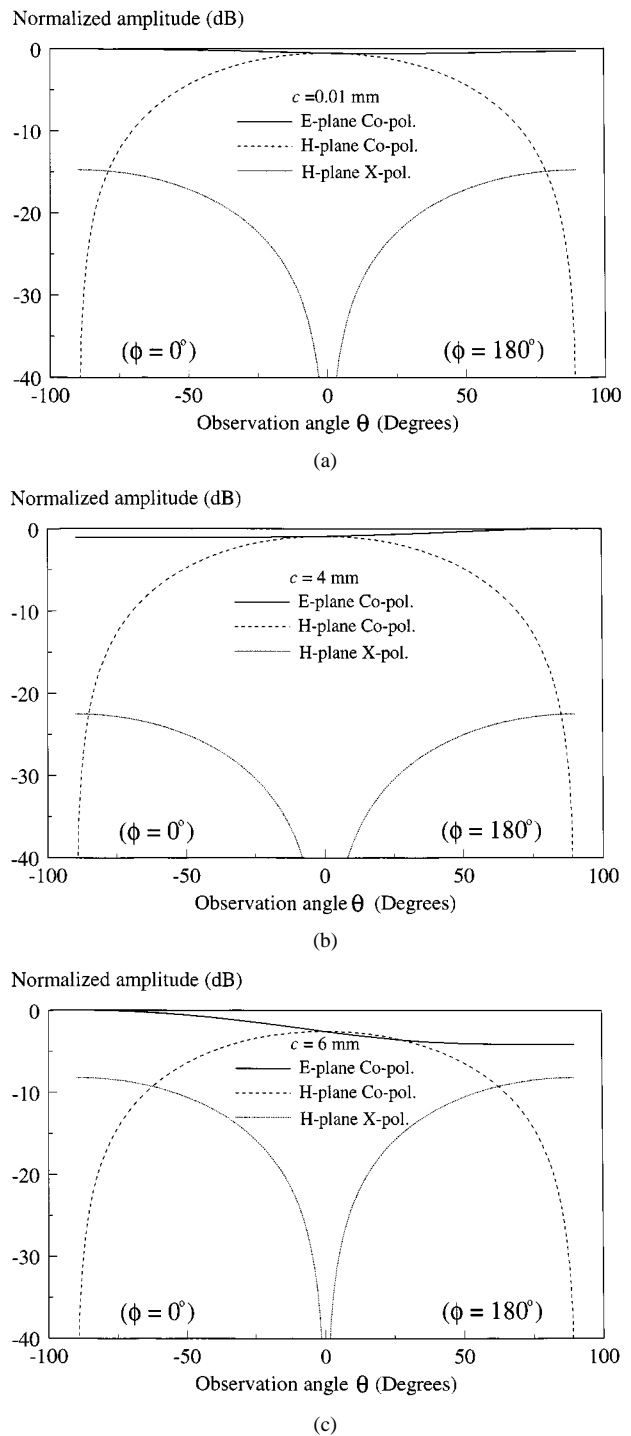 Normalized amplitude (dB)
0
c =0.01 mm
E-plane Co-pol.
-10
H-plane Co-pol.
H-plane X-pol.
-20
-30
(ϕ = 0°) (ϕ = 180°)
-40
-100 -50 0 50 100
Observation angle θ (Degrees)
(a)
Normalized amplitude (dB)
0
c = 4 mm
E-plane Co-pol.
-10
H-plane Co-pol.
H-plane X-pol.
-20
-30
(ϕ = 0°) (ϕ = 180°)
-40
-100 -50 0 50 100
Observation angle θ (Degrees)
(b)
Normalized amplitude (dB)
0
c = 6 mm
E-plane Co-pol.
-10
H-plane Co-pol.
H-plane X-pol.
-20
-30
(ϕ = 0°) (ϕ = 180°)
-40
-100 -50 0 50 100
Observation angle θ (Degrees)
(c)